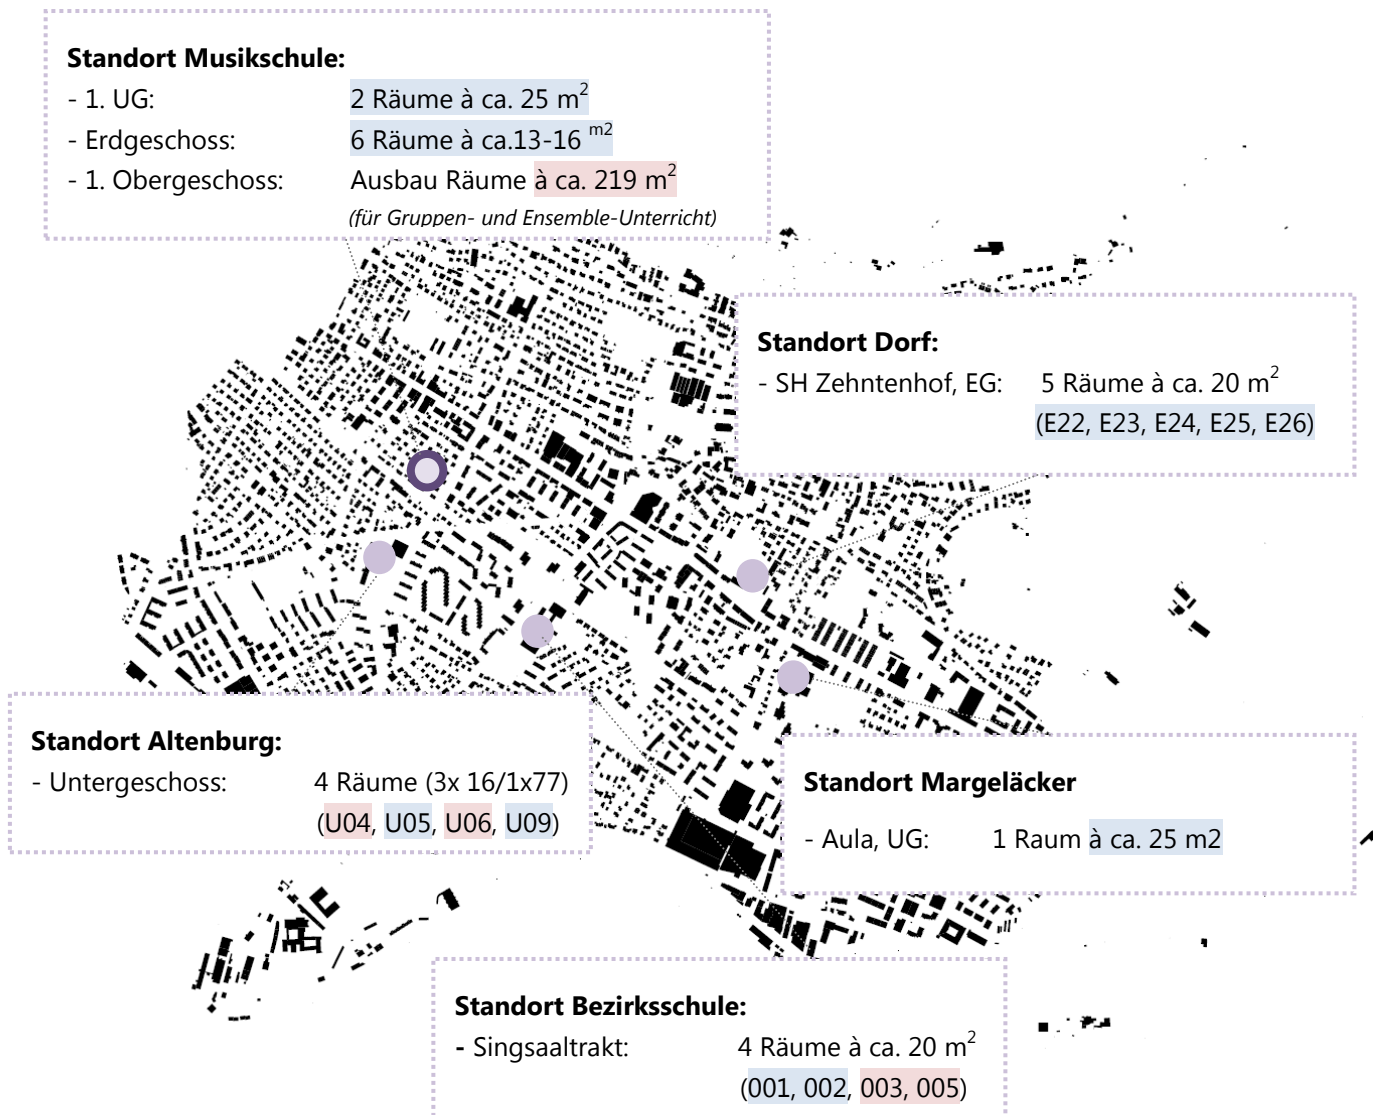 Standort Musikschule:
- 1. UG: 2 Räume à ca. 25 m²
- Erdgeschoss: 6 Räume à ca.13-16 ᵐ²
- 1. Obergeschoss: Ausbau Räume à ca. 219 m²
(für Gruppen- und Ensemble-Unterricht)
Standort Dorf:
- SH Zehntenhof, EG: 5 Räume à ca. 20 m²
(E22, E23, E24, E25, E26)
Standort Altenburg:
- Untergeschoss: 4 Räume (3x 16/1x77)
(U04, U05, U06, U09)
Standort Margeläcker
- Aula, UG: 1 Raum à ca. 25 m2
Standort Bezirksschule:
- Singsaaltrakt: 4 Räume à ca. 20 m²
(001, 002, 003, 005)